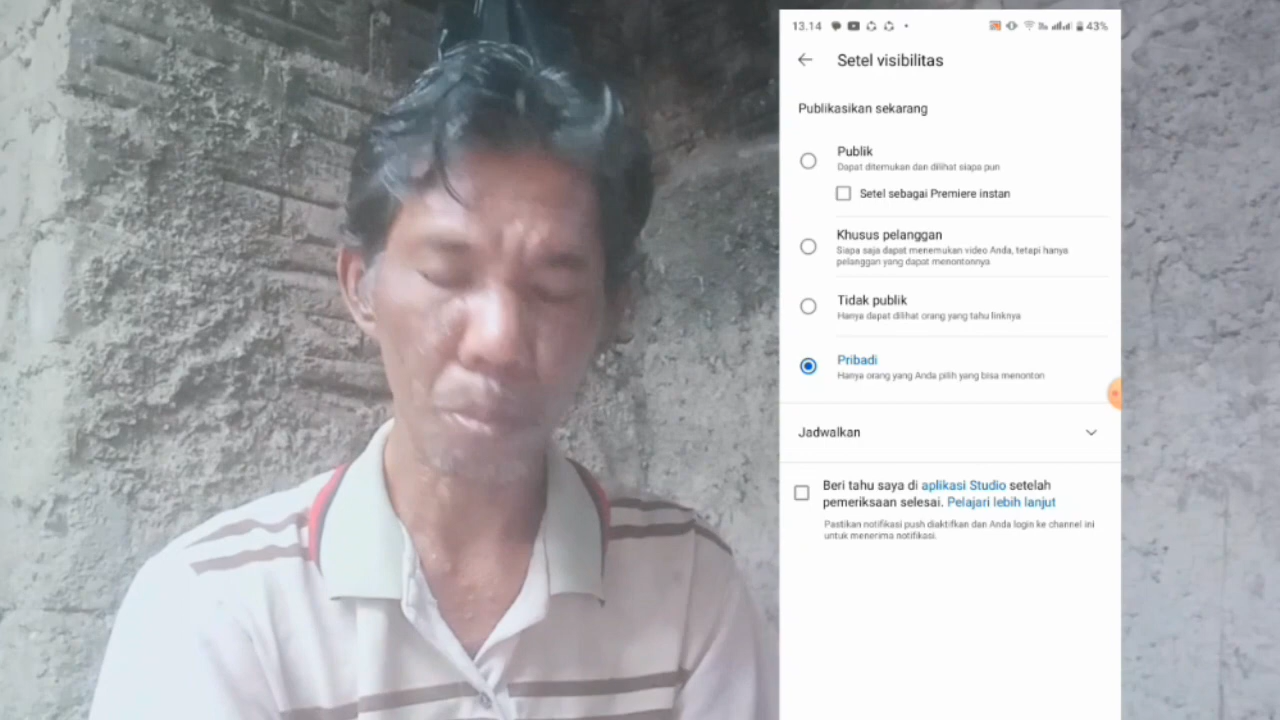 13.14
43%
Setel visibilitas
Publikasikan sekarang
Publik
Dapat ditemukan dan dilihat siapa pun
Setel sebagai Premiere instan
Khusus pelanggan
Siapa saja dapat menemukan video Anda, tetapi hanya
pelanggan yang dapat menontonnya
Tidak publik
Hanya dapat dilihat orang yang tahu linknya
Pribadi
Hanya orang yang Anda pilih yang bisa menonton
Jadwalkan
Beri tahu saya di aplikasi Studio setelah
pemeriksaan selesai. Pelajari lebih lanjut
Pastikan notifikasi push diaktifkan dan Anda login ke channel ini
untuk menerima notifikasi.